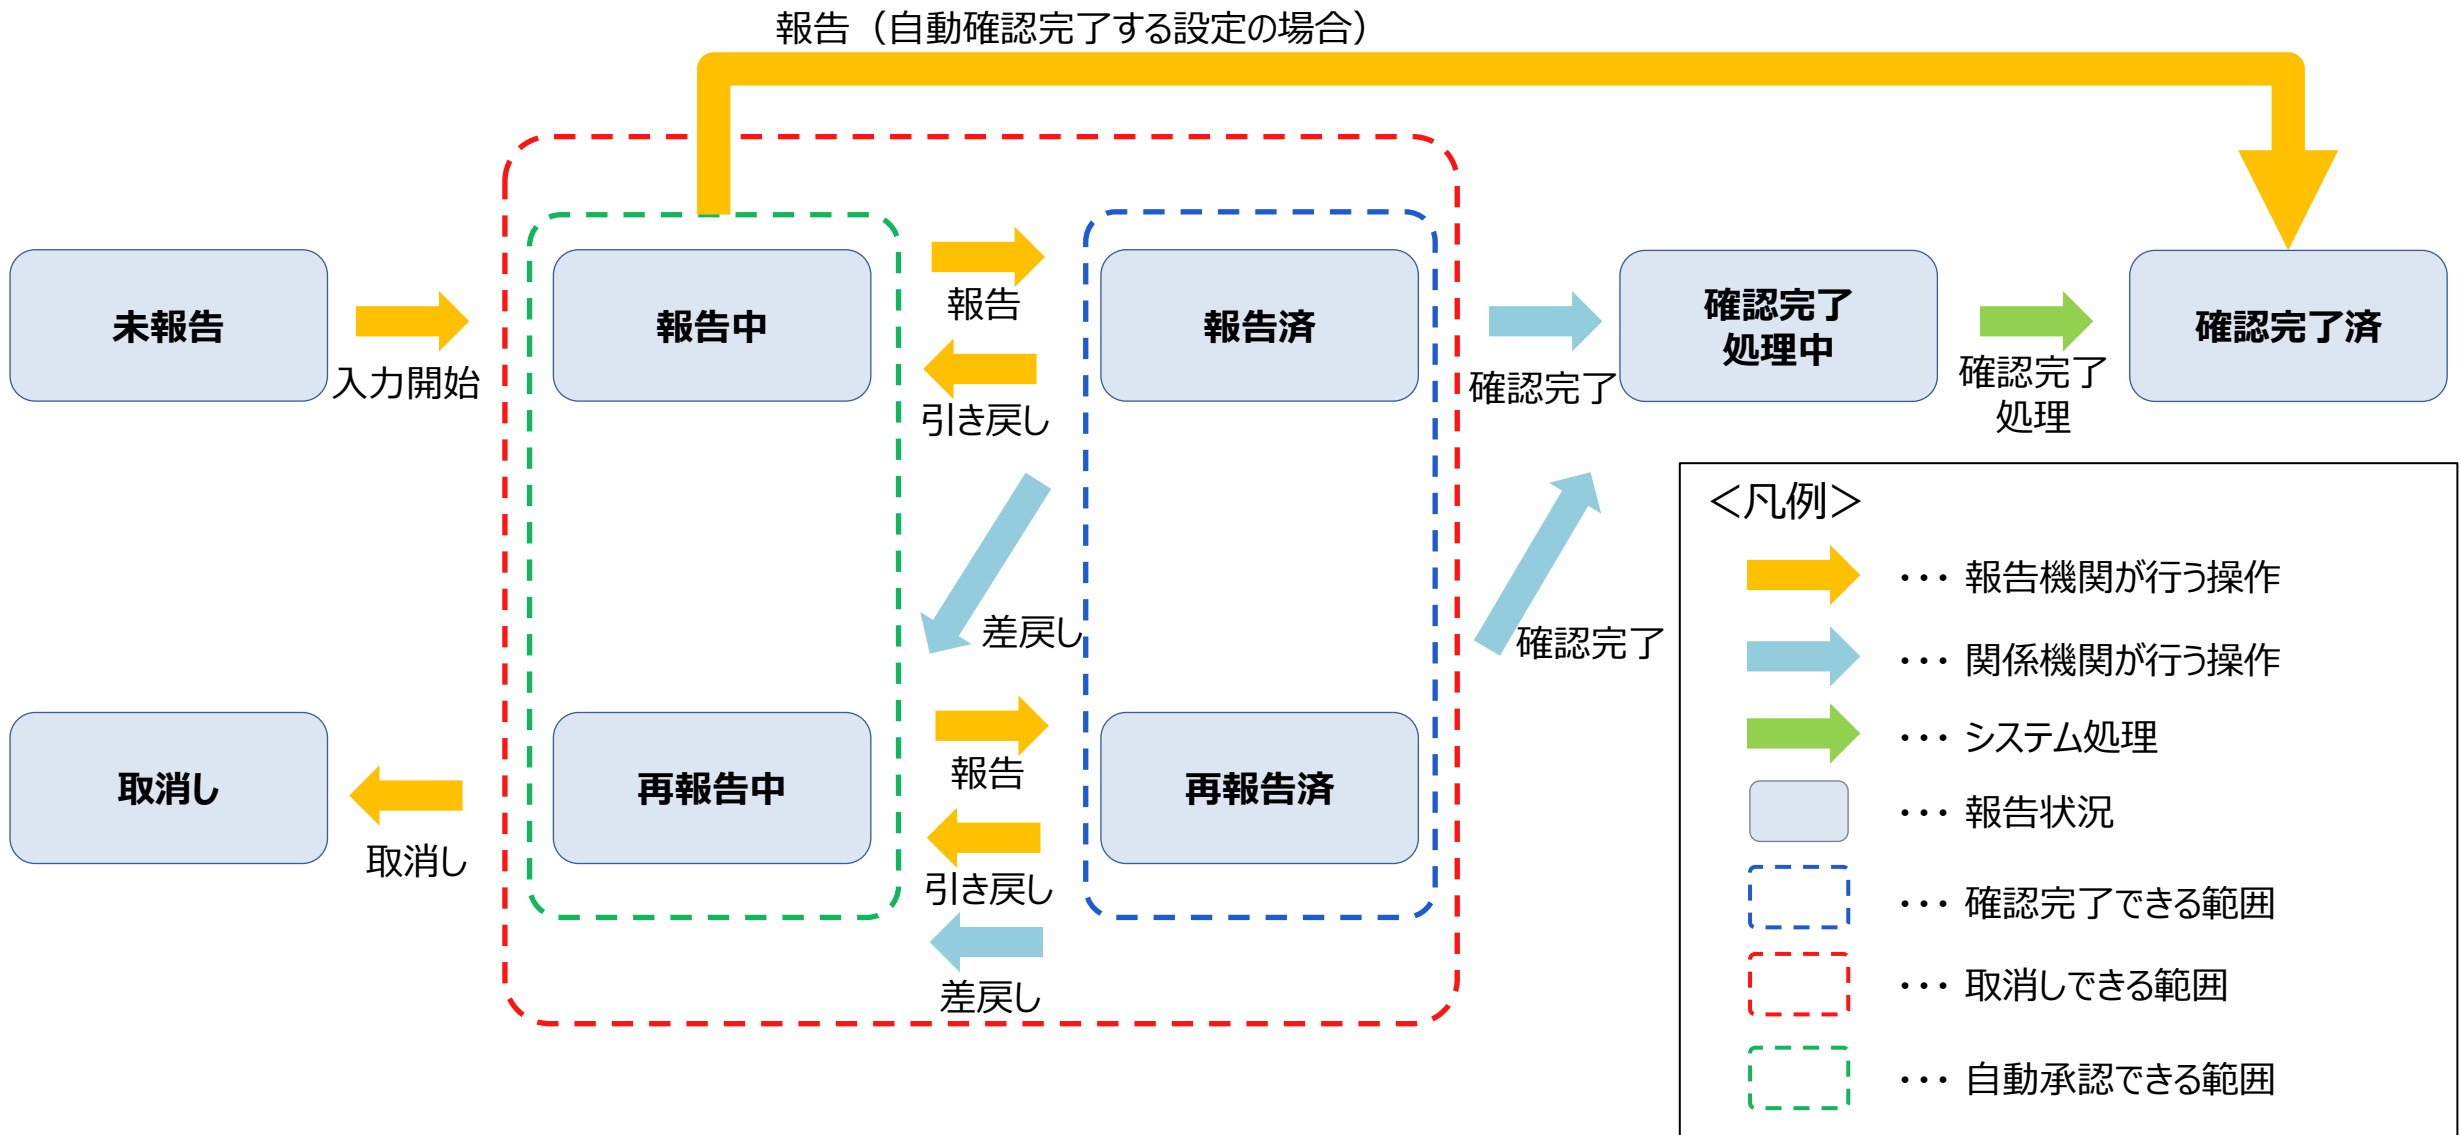 報告（自動確認完了する設定の場合）
未報告
入力開始
報告中
報告
引き戻し
報告済
確認完了
確認完了
処理中
確認完了
処理
確認完了済
差戻し
確認完了
取消し
取消し
再報告中
報告
引き戻し
差戻し
再報告済
＜凡例＞
・・・ 報告機関が行う操作
・・・ 関係機関が行う操作
・・・ システム処理
・・・ 報告状況
・・・ 確認完了できる範囲
・・・ 取消しできる範囲
・・・ 自動承認できる範囲